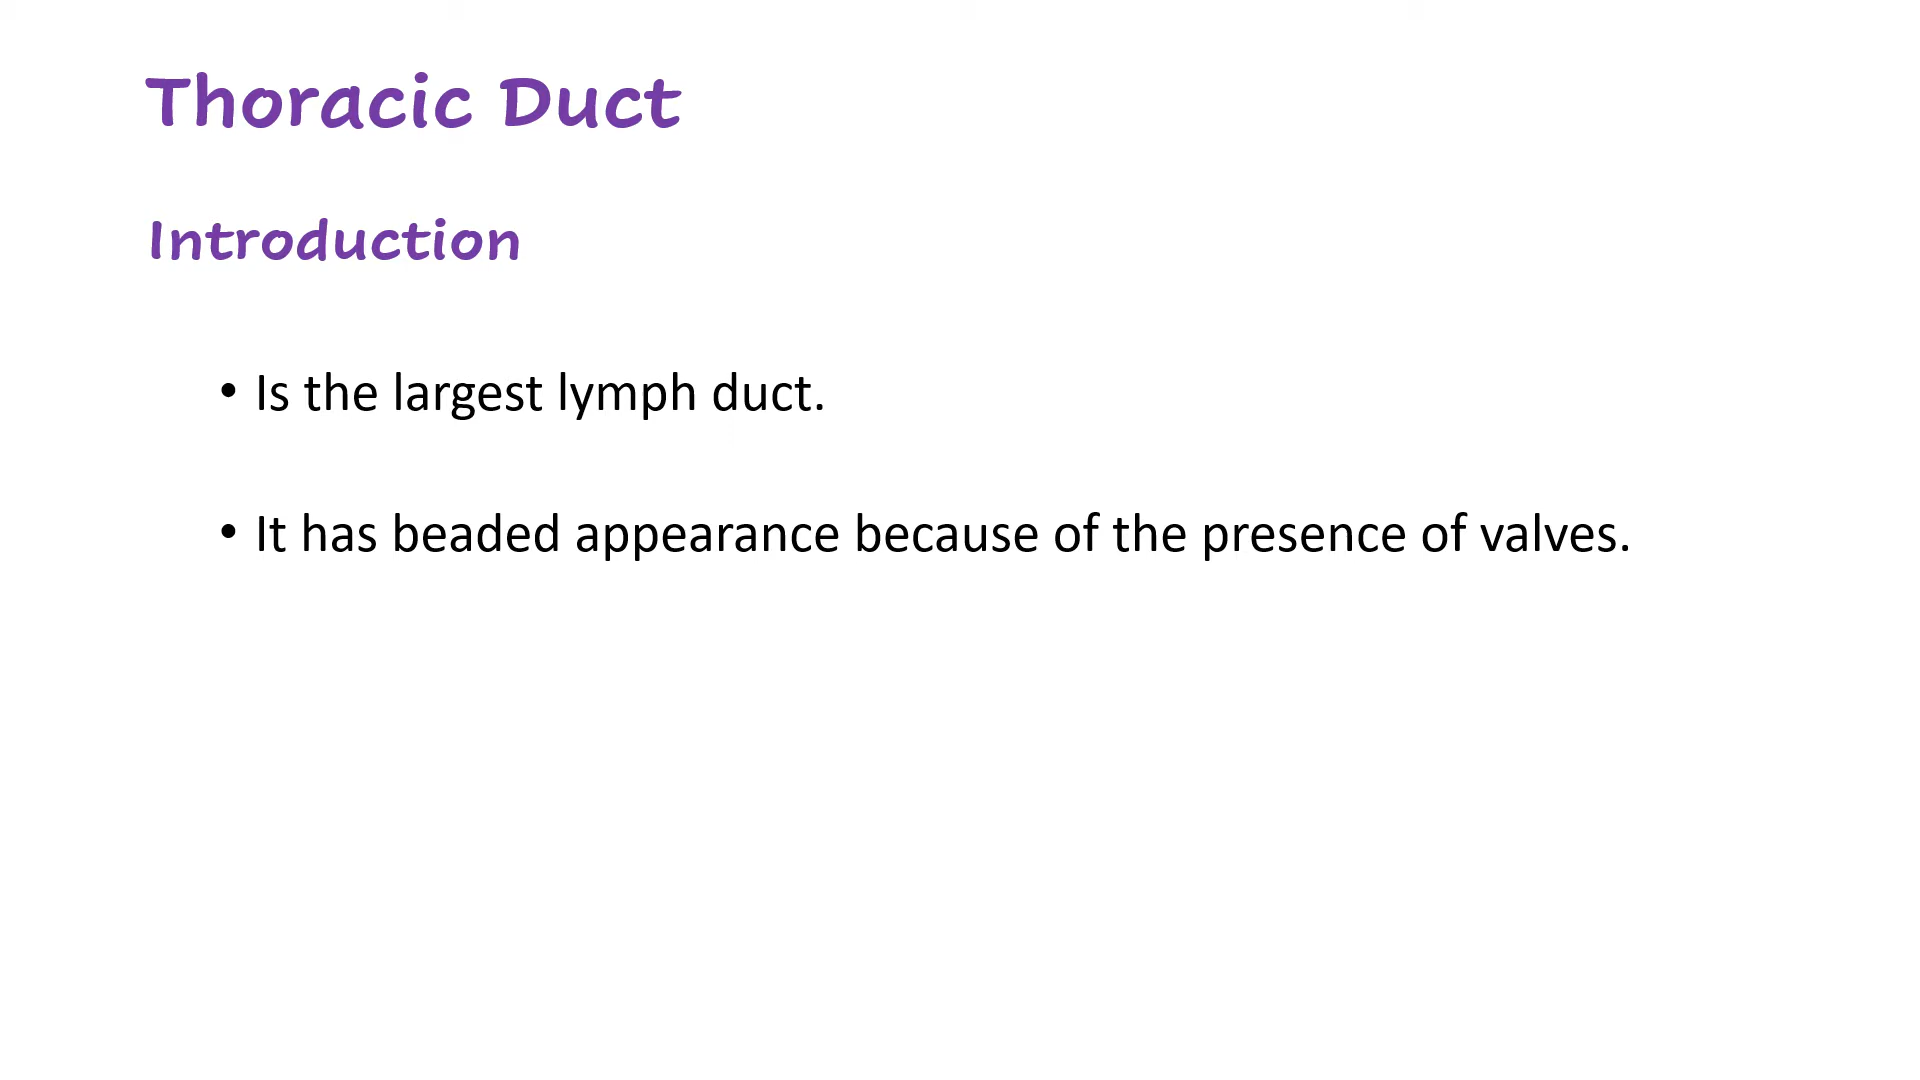 Thoracic Duct
Introduction
• Is the largest lymph duct.
• It has beaded appearance because of the presence of valves.